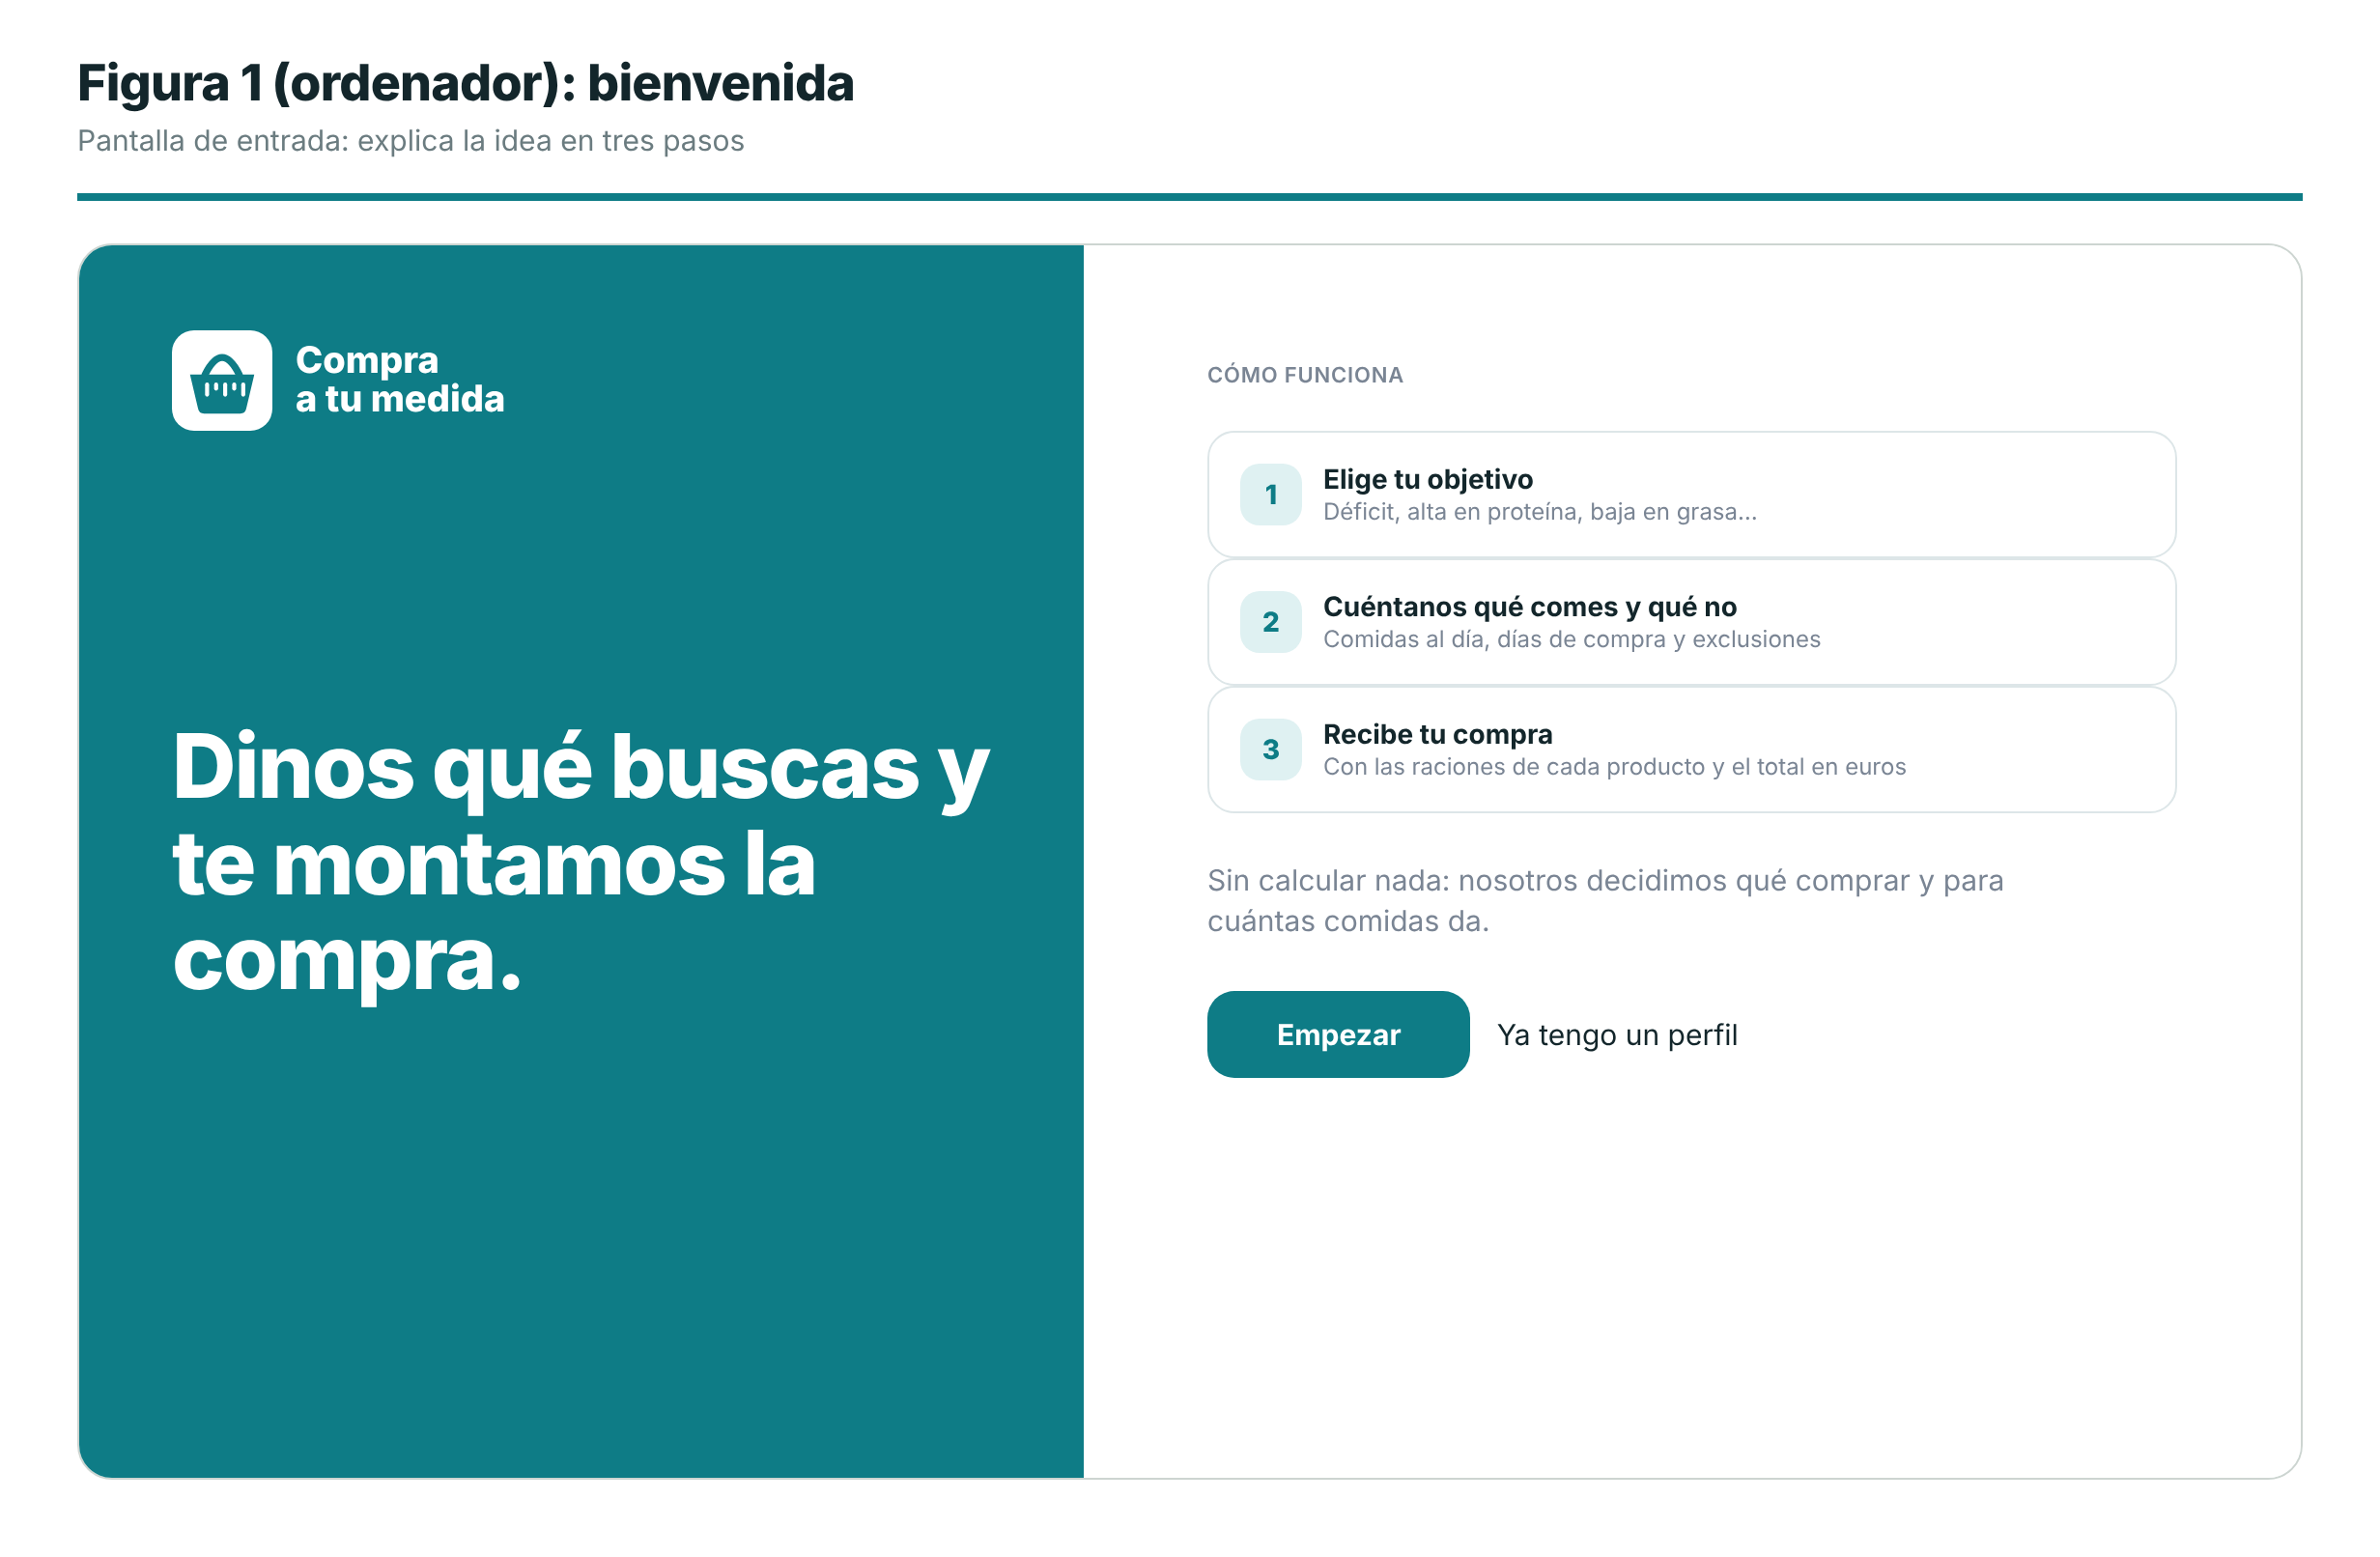 Figura 1 (ordenador): bienvenida
Pantalla de entrada: explica la idea en tres pasos
Compra
a tu medida
Dinos qué buscas y
te montamos la
compra.
CÓMO FUNCIONA
1
Elige tu objetivo
Déficit, alta en proteína, baja en grasa...
2
Cuéntanos qué comes y qué no
Comidas al día, días de compra y exclusiones
3
Recibe tu compra
Con las raciones de cada producto y el total en euros
Sin calcular nada: nosotros decidimos qué comprar y para
cuántas comidas da.
Empezar
Ya tengo un perfil